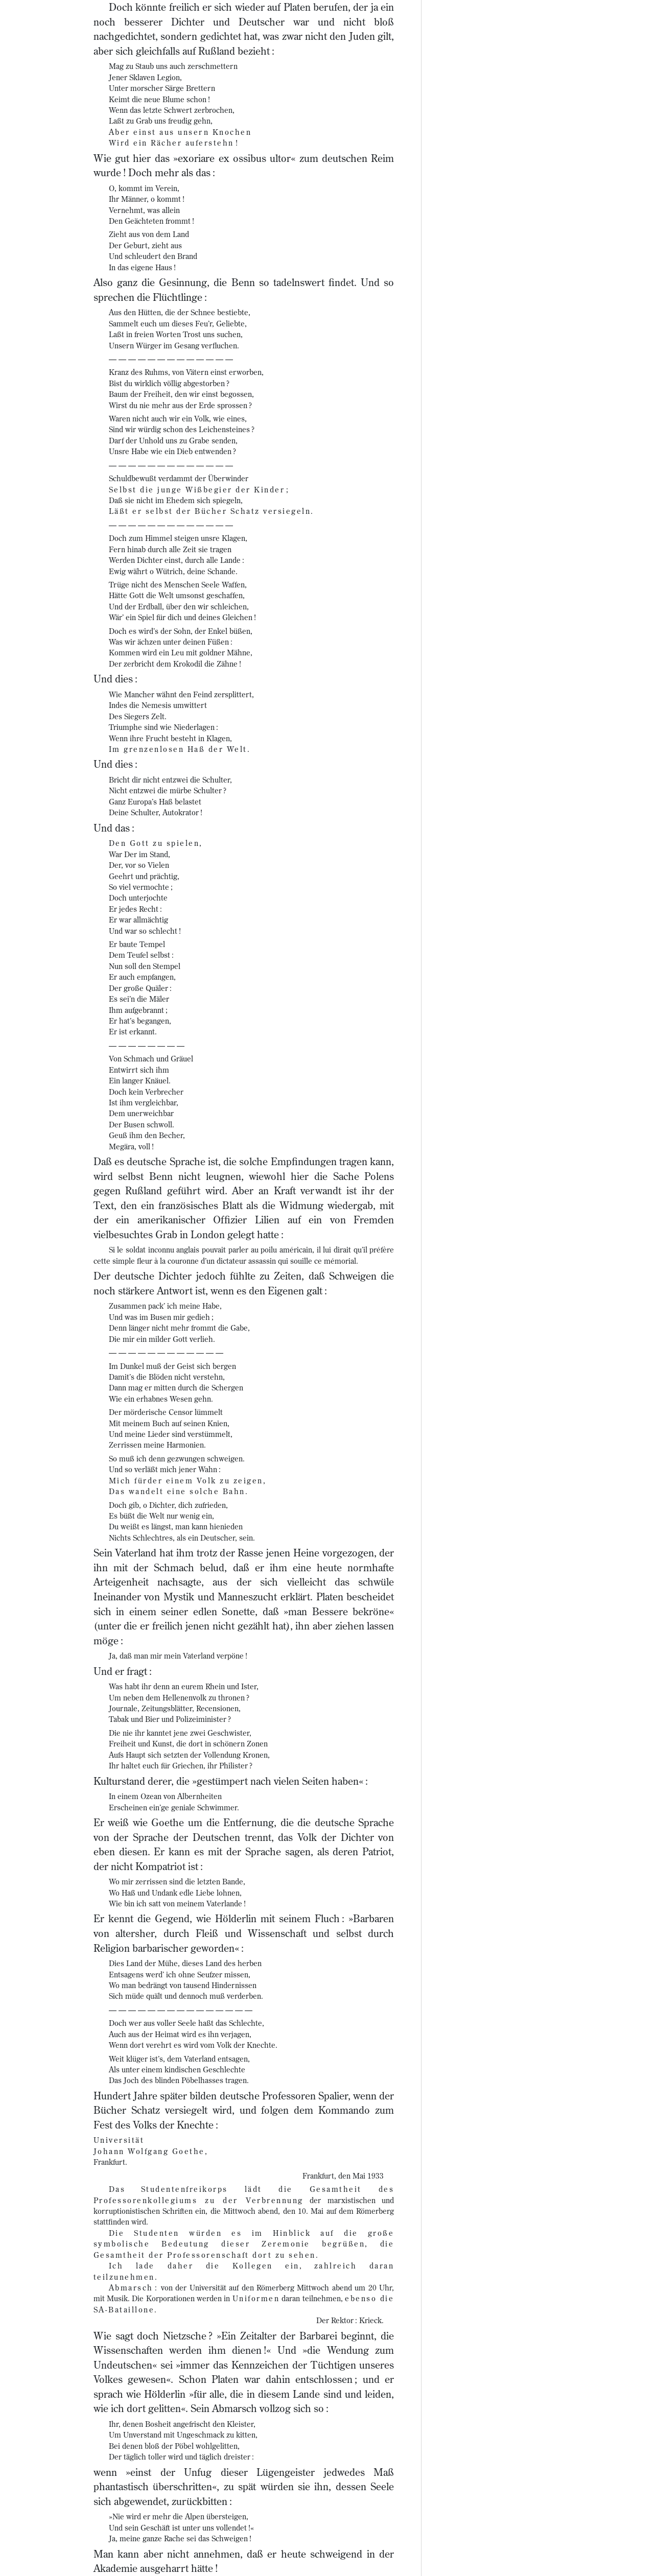 Doch könnte freilich er sich wieder auf Platen berufen, der ja ein
noch besserer Dichter und Deutscher war und nicht bloß
nachgedichtet, sondern gedichtet hat, was zwar nicht den Juden gilt,
aber sich gleichfalls auf Rußland bezieht :
Mag zu Staub uns auch zerschmettern
Jener Sklaven Legion,
Unter morscher Särge Brettern
Keimt die neue Blume schon !
Wenn das letzte Schwert zerbrochen,
Laßt zu Grab uns freudig gehn,
Aber einst aus unsern Knochen
Wird ein Rächer auferstehn !
Wie gut hier das »exoriare ex ossibus ultor« zum deutschen Reim
wurde ! Doch mehr als das :
O, kommt im Verein,
Ihr Männer, o kommt !
Vernehmt, was allein
Den Geächteten frommt !
Zieht aus von dem Land
Der Geburt, zieht aus
Und schleudert den Brand
In das eigene Haus !
Also ganz die Gesinnung, die Benn so tadelnswert findet. Und so
sprechen die Flüchtlinge :
Aus den Hütten, die der Schnee bestiebte,
Sammelt euch um dieses Feu'r, Geliebte,
Laßt in freien Worten Trost uns suchen,
Unsern Würger im Gesang verfluchen.
— — — — — — — — — — — — —
Kranz des Ruhms, von Vätern einst erworben,
Bist du wirklich völlig abgestorben ?
Baum der Freiheit, den wir einst begossen,
Wirst du nie mehr aus der Erde sprossen ?
Waren nicht auch wir ein Volk, wie eines,
Sind wir würdig schon des Leichensteines ?
Darf der Unhold uns zu Grabe senden,
Unsre Habe wie ein Dieb entwenden ?
— — — — — — — — — — — — —
Schuldbewußt verdammt der Überwinder
Selbst die junge Wißbegier der Kinder ;
Daß sie nicht im Ehedem sich spiegeln,
Läßt er selbst der Bücher Schatz versiegeln.
— — — — — — — — — — — — —
Doch zum Himmel steigen unsre Klagen,
Fern hinab durch alle Zeit sie tragen
Werden Dichter einst, durch alle Lande :
Ewig währt o Wütrich, deine Schande.
Trüge nicht des Menschen Seele Waffen,
Hätte Gott die Welt umsonst geschaffen,
Und der Erdball, über den wir schleichen,
Wär' ein Spiel für dich und deines Gleichen !
Doch es wird's der Sohn, der Enkel büßen,
Was wir ächzen unter deinen Füßen :
Kommen wird ein Leu mit goldner Mähne,
Der zerbricht dem Krokodil die Zähne !
Und dies :
Wie Mancher wähnt den Feind zersplittert,
Indes die Nemesis umwittert
Des Siegers Zelt.
Triumphe sind wie Niederlagen :
Wenn ihre Frucht besteht in Klagen,
Im grenzenlosen Haß der Welt.
Und dies :
Bricht dir nicht entzwei die Schulter,
Nicht entzwei die mürbe Schulter ?
Ganz Europa's Haß belastet
Deine Schulter, Autokrator !
Und das :
Den Gott zu spielen,
War Der im Stand,
Der, vor so Vielen
Geehrt und prächtig,
So viel vermochte ;
Doch unterjochte
Er jedes Recht :
Er war allmächtig
Und war so schlecht !
Er baute Tempel
Dem Teufel selbst :
Nun soll den Stempel
Er auch empfangen,
Der große Quäler :
Es sei'n die Mäler
Ihm aufgebrannt ;
Er hat's begangen,
Er ist erkannt.
— — — — — — — —
Von Schmach und Gräuel
Entwirrt sich ihm
Ein langer Knäuel.
Doch kein Verbrecher
Ist ihm vergleichbar,
Dem unerweichbar
Der Busen schwoll.
Geuß ihm den Becher,
Megära, voll !
Daß es deutsche Sprache ist, die solche Empfindungen tragen kann,
wird selbst Benn nicht leugnen, wiewohl hier die Sache Polens
gegen Rußland geführt wird. Aber an Kraft verwandt ist ihr der
Text, den ein französisches Blatt als die Widmung wiedergab, mit
der ein amerikanischer Offizier Lilien auf ein von Fremden
vielbesuchtes Grab in London gelegt hatte :
Si le soldat inconnu anglais pouvait parler au poilu américain, il lui dirait qu'il préfère
cette simple fleur à la couronne d'un dictateur assassin qui souille ce mémorial.
Der deutsche Dichter jedoch fühlte zu Zeiten, daß Schweigen die
noch stärkere Antwort ist, wenn es den Eigenen galt :
Zusammen pack' ich meine Habe,
Und was im Busen mir gedieh ;
Denn länger nicht mehr frommt die Gabe,
Die mir ein milder Gott verlieh.
— — — — — — — — — — — —
Im Dunkel muß der Geist sich bergen
Damit's die Blöden nicht verstehn,
Dann mag er mitten durch die Schergen
Wie ein erhabnes Wesen gehn.
Der mörderische Censor lümmelt
Mit meinem Buch auf seinen Knien,
Und meine Lieder sind verstümmelt,
Zerrissen meine Harmonien.
So muß ich denn gezwungen schweigen.
Und so verläßt mich jener Wahn :
Mich fürder einem Volk zu zeigen,
Das wandelt eine solche Bahn.
Doch gib, o Dichter, dich zufrieden,
Es büßt die Welt nur wenig ein,
Du weißt es längst, man kann hienieden
Nichts Schlechtres, als ein Deutscher, sein.
Sein Vaterland hat ihm trotz der Rasse jenen Heine vorgezogen, der
ihn mit der Schmach belud, daß er ihm eine heute normhafte
Arteigenheit nachsagte, aus der sich vielleicht das schwüle
Ineinander von Mystik und Manneszucht erklärt. Platen bescheidet
sich in einem seiner edlen Sonette, daß »man Bessere bekröne«
(unter die er freilich jenen nicht gezählt hat), ihn aber ziehen lassen
möge :
Ja, daß man mir mein Vaterland verpöne !
Und er fragt :
Was habt ihr denn an eurem Rhein und Ister,
Um neben dem Hellenenvolk zu thronen ?
Journale, Zeitungsblätter, Recensionen,
Tabak und Bier und Polizeiminister ?
Die nie ihr kanntet jene zwei Geschwister,
Freiheit und Kunst, die dort in schönern Zonen
Aufs Haupt sich setzten der Vollendung Kronen,
Ihr haltet euch für Griechen, ihr Philister ?
Kulturstand derer, die »gestümpert nach vielen Seiten haben« :
In einem Ozean von Albernheiten
Erscheinen ein'ge geniale Schwimmer.
Er weiß wie Goethe um die Entfernung, die die deutsche Sprache
von der Sprache der Deutschen trennt, das Volk der Dichter von
eben diesen. Er kann es mit der Sprache sagen, als deren Patriot,
der nicht Kompatriot ist :
Wo mir zerrissen sind die letzten Bande,
Wo Haß und Undank edle Liebe lohnen,
Wie bin ich satt von meinem Vaterlande !
Er kennt die Gegend, wie Hölderlin mit seinem Fluch : »Barbaren
von altersher, durch Fleiß und Wissenschaft und selbst durch
Religion barbarischer geworden« :
Dies Land der Mühe, dieses Land des herben
Entsagens werd' ich ohne Seufzer missen,
Wo man bedrängt von tausend Hindernissen
Sich müde quält und dennoch muß verderben.
— — — — — — — — — — — — — — —
Doch wer aus voller Seele haßt das Schlechte,
Auch aus der Heimat wird es ihn verjagen,
Wenn dort verehrt es wird vom Volk der Knechte.
Weit klüger ist's, dem Vaterland entsagen,
Als unter einem kindischen Geschlechte
Das Joch des blinden Pöbelhasses tragen.
Hundert Jahre später bilden deutsche Professoren Spalier, wenn der
Bücher Schatz versiegelt wird, und folgen dem Kommando zum
Fest des Volks der Knechte :
Universität
Johann Wolfgang Goethe,
Frankfurt.
Frankfurt, den Mai 1933
Das Studentenfreikorps lädt die Gesamtheit des
Professorenkollegiums zu der Verbrennung der marxistischen und
korruptionistischen Schriften ein, die Mittwoch abend, den 10. Mai auf dem Römerberg
stattfinden wird.
Die Studenten würden es im Hinblick auf die große
symbolische Bedeutung dieser Zeremonie begrüßen, die
Gesamtheit der Professorenschaft dort zu sehen.
Ich lade daher die Kollegen ein, zahlreich daran
teilzunehmen.
Abmarsch : von der Universität auf den Römerberg Mittwoch abend um 20 Uhr,
mit Musik. Die Korporationen werden in Uniformen daran teilnehmen, ebenso die
SA-Bataillone.
Der Rektor : Krieck.
Wie sagt doch Nietzsche ? »Ein Zeitalter der Barbarei beginnt, die
Wissenschaften werden ihm dienen !« Und »die Wendung zum
Undeutschen« sei »immer das Kennzeichen der Tüchtigen unseres
Volkes gewesen«. Schon Platen war dahin entschlossen ; und er
sprach wie Hölderlin »für alle, die in diesem Lande sind und leiden,
wie ich dort gelitten«. Sein Abmarsch vollzog sich so :
Ihr, denen Bosheit angefrischt den Kleister,
Um Unverstand mit Ungeschmack zu kitten,
Bei denen bloß der Pöbel wohlgelitten,
Der täglich toller wird und täglich dreister :
wenn »einst der Unfug dieser Lügengeister jedwedes Maß
phantastisch überschritten«, zu spät würden sie ihn, dessen Seele
sich abgewendet, zurückbitten :
»Nie wird er mehr die Alpen übersteigen,
Und sein Geschäft ist unter uns vollendet !«
Ja, meine ganze Rache sei das Schweigen !
Man kann aber nicht annehmen, daß er heute schweigend in der
Akademie ausgeharrt hätte !